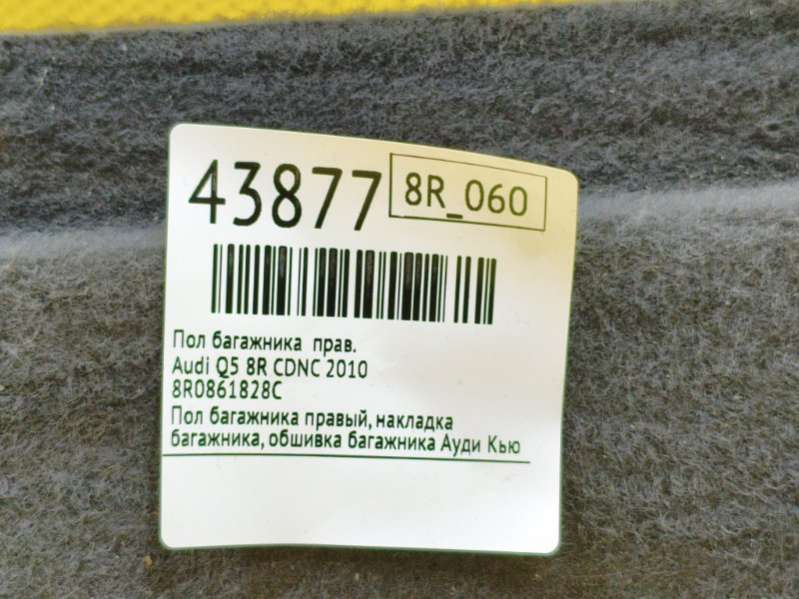 43877
8R_060
Пол багажника прав.
Audi Q5 8R CDNC 2010
8R0861828C
Пол багажника правый, накладка
багажника, обшивка багажника Ауди Кью